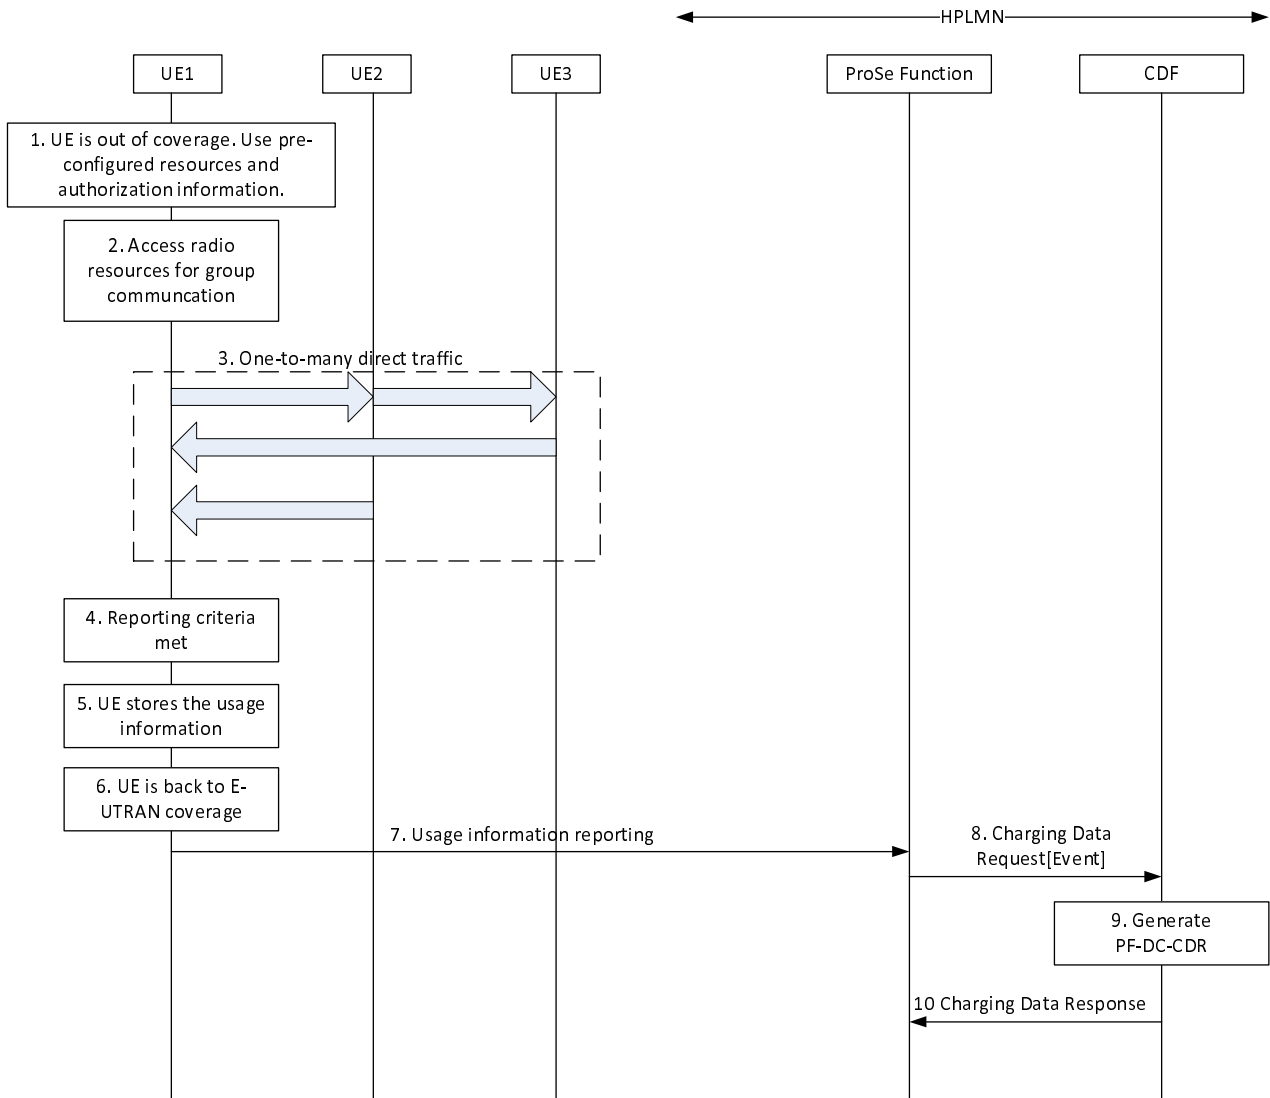 HPLMN
UE1
UE2
UE3
ProSe Function
CDF
1. UE is out of coverage. Use pre-
configured resources and
authorization information.
2. Access radio
resources for group
communcation
3. One-to-many direct traffic
4. Reporting criteria
met
5. UE stores the usage
information
6. UE is back to E-
UTRAN coverage
7. Usage information reporting
8. Charging Data
Request[Event]
9. Generate
PF-DC-CDR
10 Charging Data Response